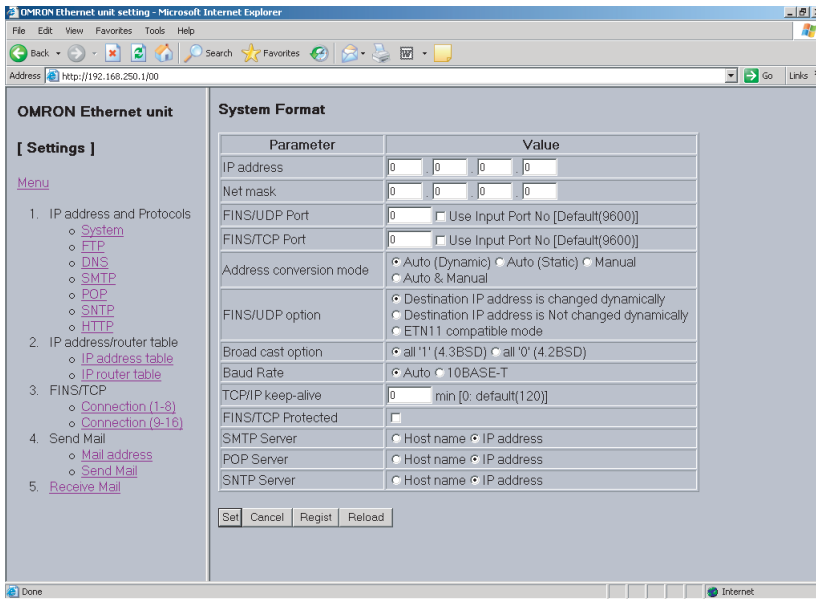 OMRON Ethernet unit setting - Microsoft Internet Explorer
File Edit View Favorites Tools Help
Back Search Favorites
Address http://192.168.250.1/00 Go Links
OMRON Ethernet unit
[ Settings ]
Menu
1. IP address and Protocols
System
FTP
DNS
SMTP
POP
SNTP
HTTP
2. IP address/router table
IP address table
IP router table
3. FINS/TCP
Connection (1-8)
Connection (9-16)
4. Send Mail
Mail address
Send Mail
5. Receive Mail
System Format
Parameter Value
IP address 0 . 0 . 0 . 0
Net mask 0 . 0 . 0 . 0
FINS/UDP Port 0 Use Input Port No [Default(9600)]
FINS/TCP Port 0 Use Input Port No [Default(9600)]
Address conversion mode Auto (Dynamic) Auto (Static) Manual
Auto & Manual
FINS/UDP option Destination IP address is changed dynamically
Destination IP address is Not changed dynamically
ETN11 compatible mode
Broad cast option all '1' (4.3BSD) all '0' (4.2BSD)
Baud Rate Auto 10BASE-T
TCP/IP keep-alive 0 min [0: default(120)]
FINS/TCP Protected
SMTP Server Host name IP address
POP Server Host name IP address
SNTP Server Host name IP address
Set Cancel Regist Reload
Done Internet